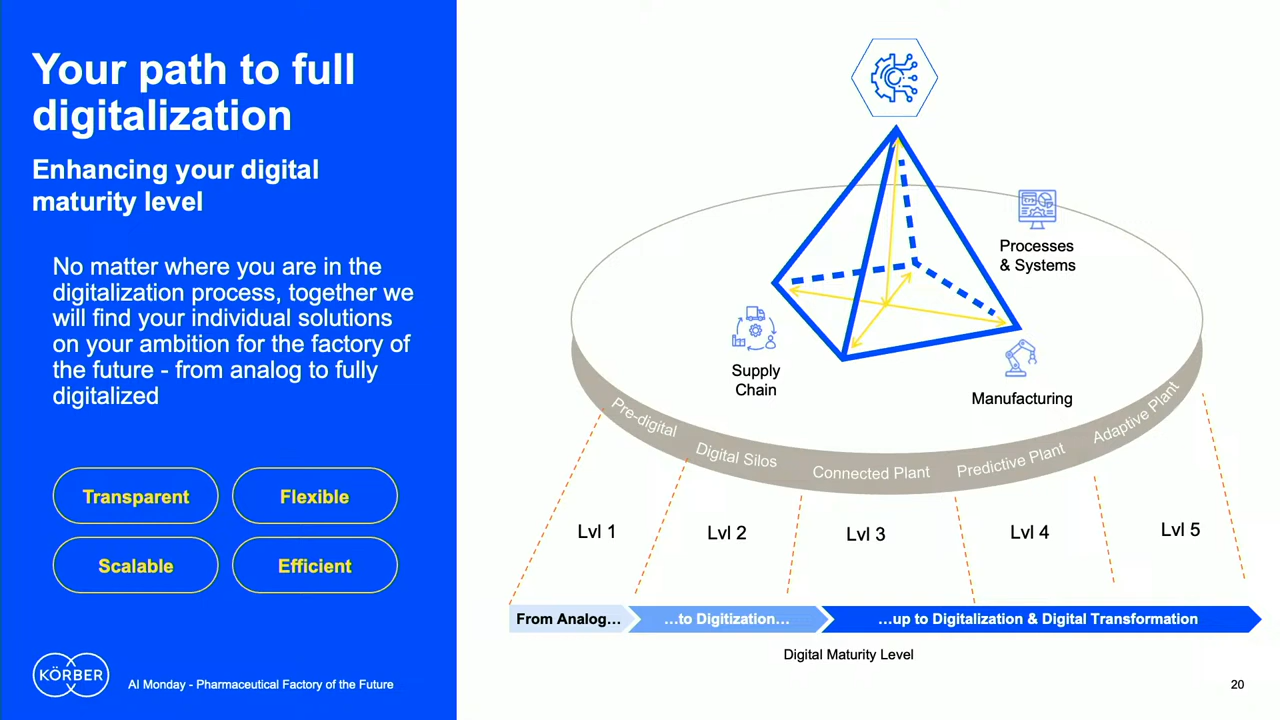 Your path to full
digitalization
Enhancing your digital
maturity level
No matter where you are in the
digitalization process, together we
will find your individual solutions
on your ambition for the factory of
the future - from analog to fully
digitalized
Transparent
Flexible
Scalable
Efficient
KÖRBER
AI Monday - Pharmaceutical Factory of the Future
Processes
& Systems
Supply
Chain
Manufacturing
Pre-digital
Digital Silos
Connected Plant
Predictive Plant
Adaptive Plant
Lvl 1
Lvl 2
Lvl 3
Lvl 4
Lvl 5
From Analog...
...to Digitization...
...up to Digitalization & Digital Transformation
Digital Maturity Level
20